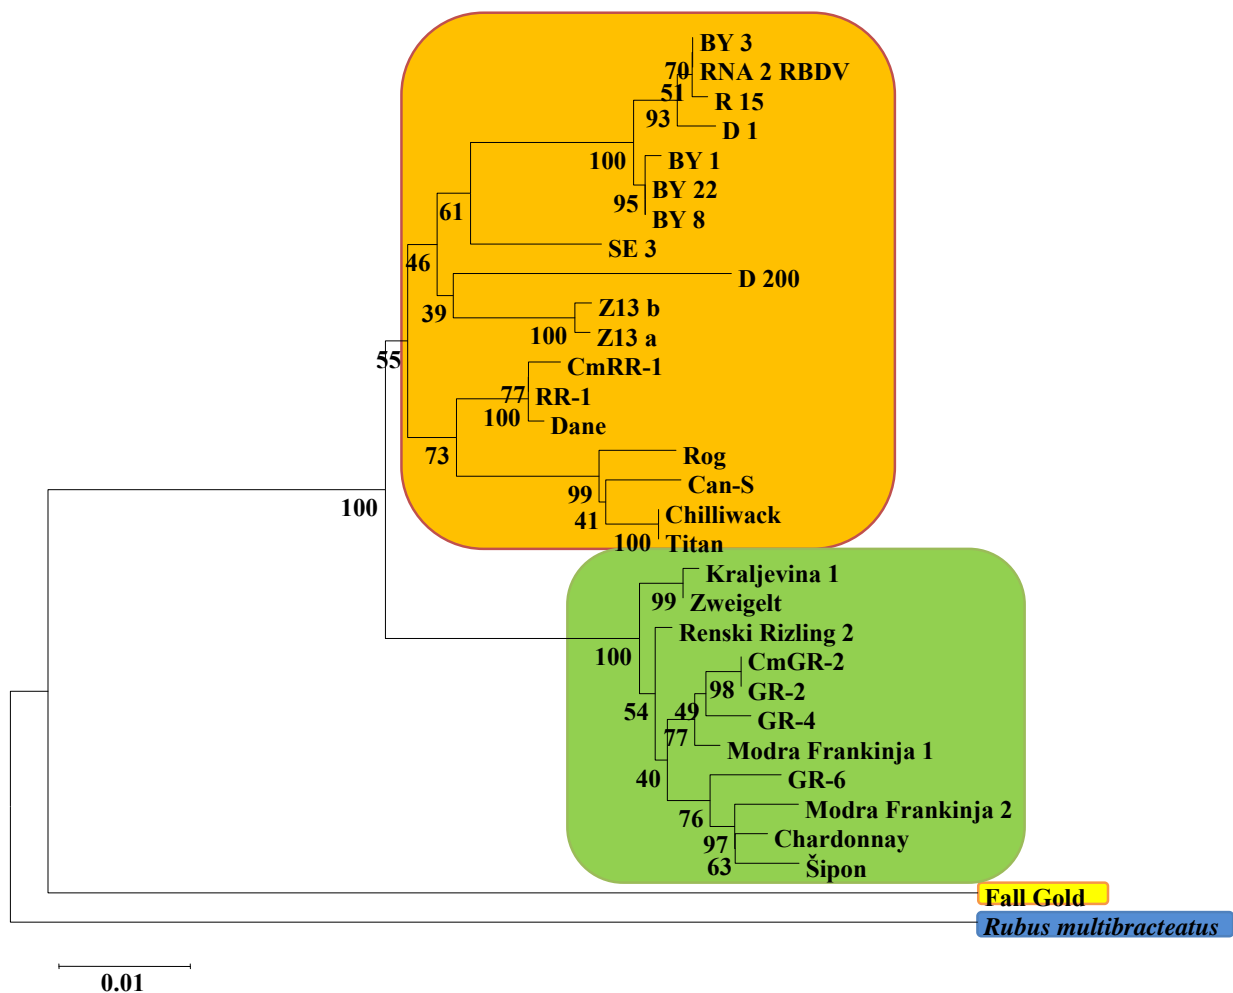 BY 3
70
RNA 2 RBDV
51
R 15
93
D 1
100
BY 1
95
BY 22
BY 8
61
SE 3
46
D 200
39
Z13 b
100
Z13 a
55
CmRR-1
77
RR-1
100
Dane
73
Rog
99
Can-S
41
Chilliwack
100
Titan
100
Kraljevina 1
99
Zweigelt
Renski Rizling 2
100
CmGR-2
98
GR-2
54
49
GR-4
77
Modra Frankinja 1
40
GR-6
76
Modra Frankinja 2
97
Chardonnay
63
Šipon
Fall Gold
Rubus multibracteatus
0.01